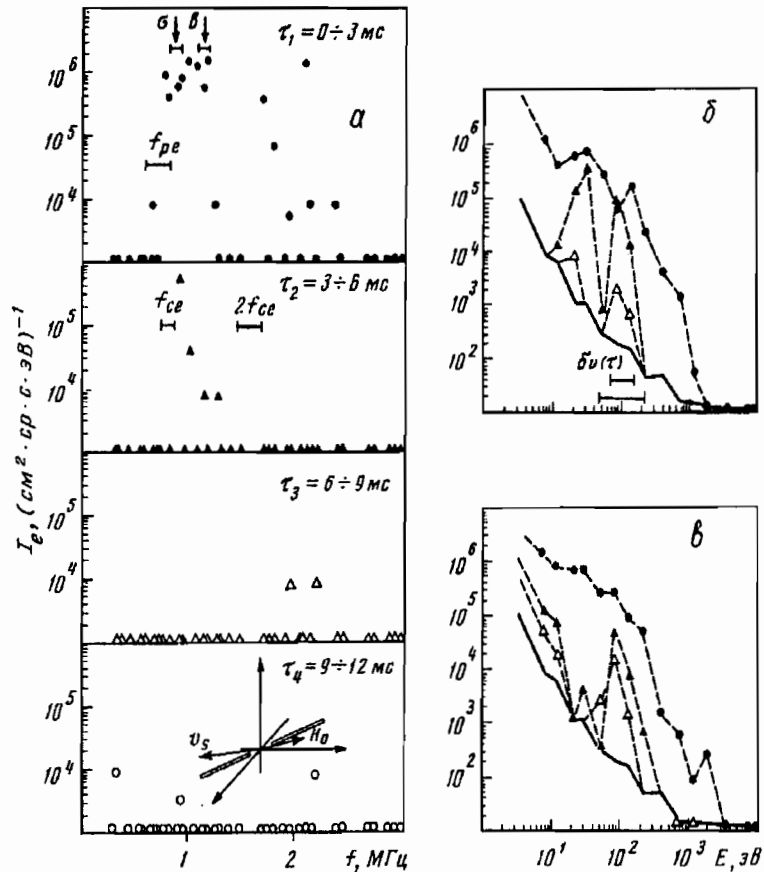 б в
τ₁ = 0÷3 мс
10⁶
10⁵
10⁴
a
f_pe
τ₂ = 3÷6 мс
f_ce
2f_ce
10⁵
10⁴
τ₃ = 6÷9 мс
10⁵
10⁴
τ₄ = 9÷12 мс
10⁵
10⁴
v_s
H₀
I_e, (см²·ср·с·эВ)⁻¹
1 2 f, МГц
б
10⁶
10⁵
10⁴
10³
10²
δv(τ)
в
10⁶
10⁵
10⁴
10³
10²
10¹ 10² 10³ E, эВ